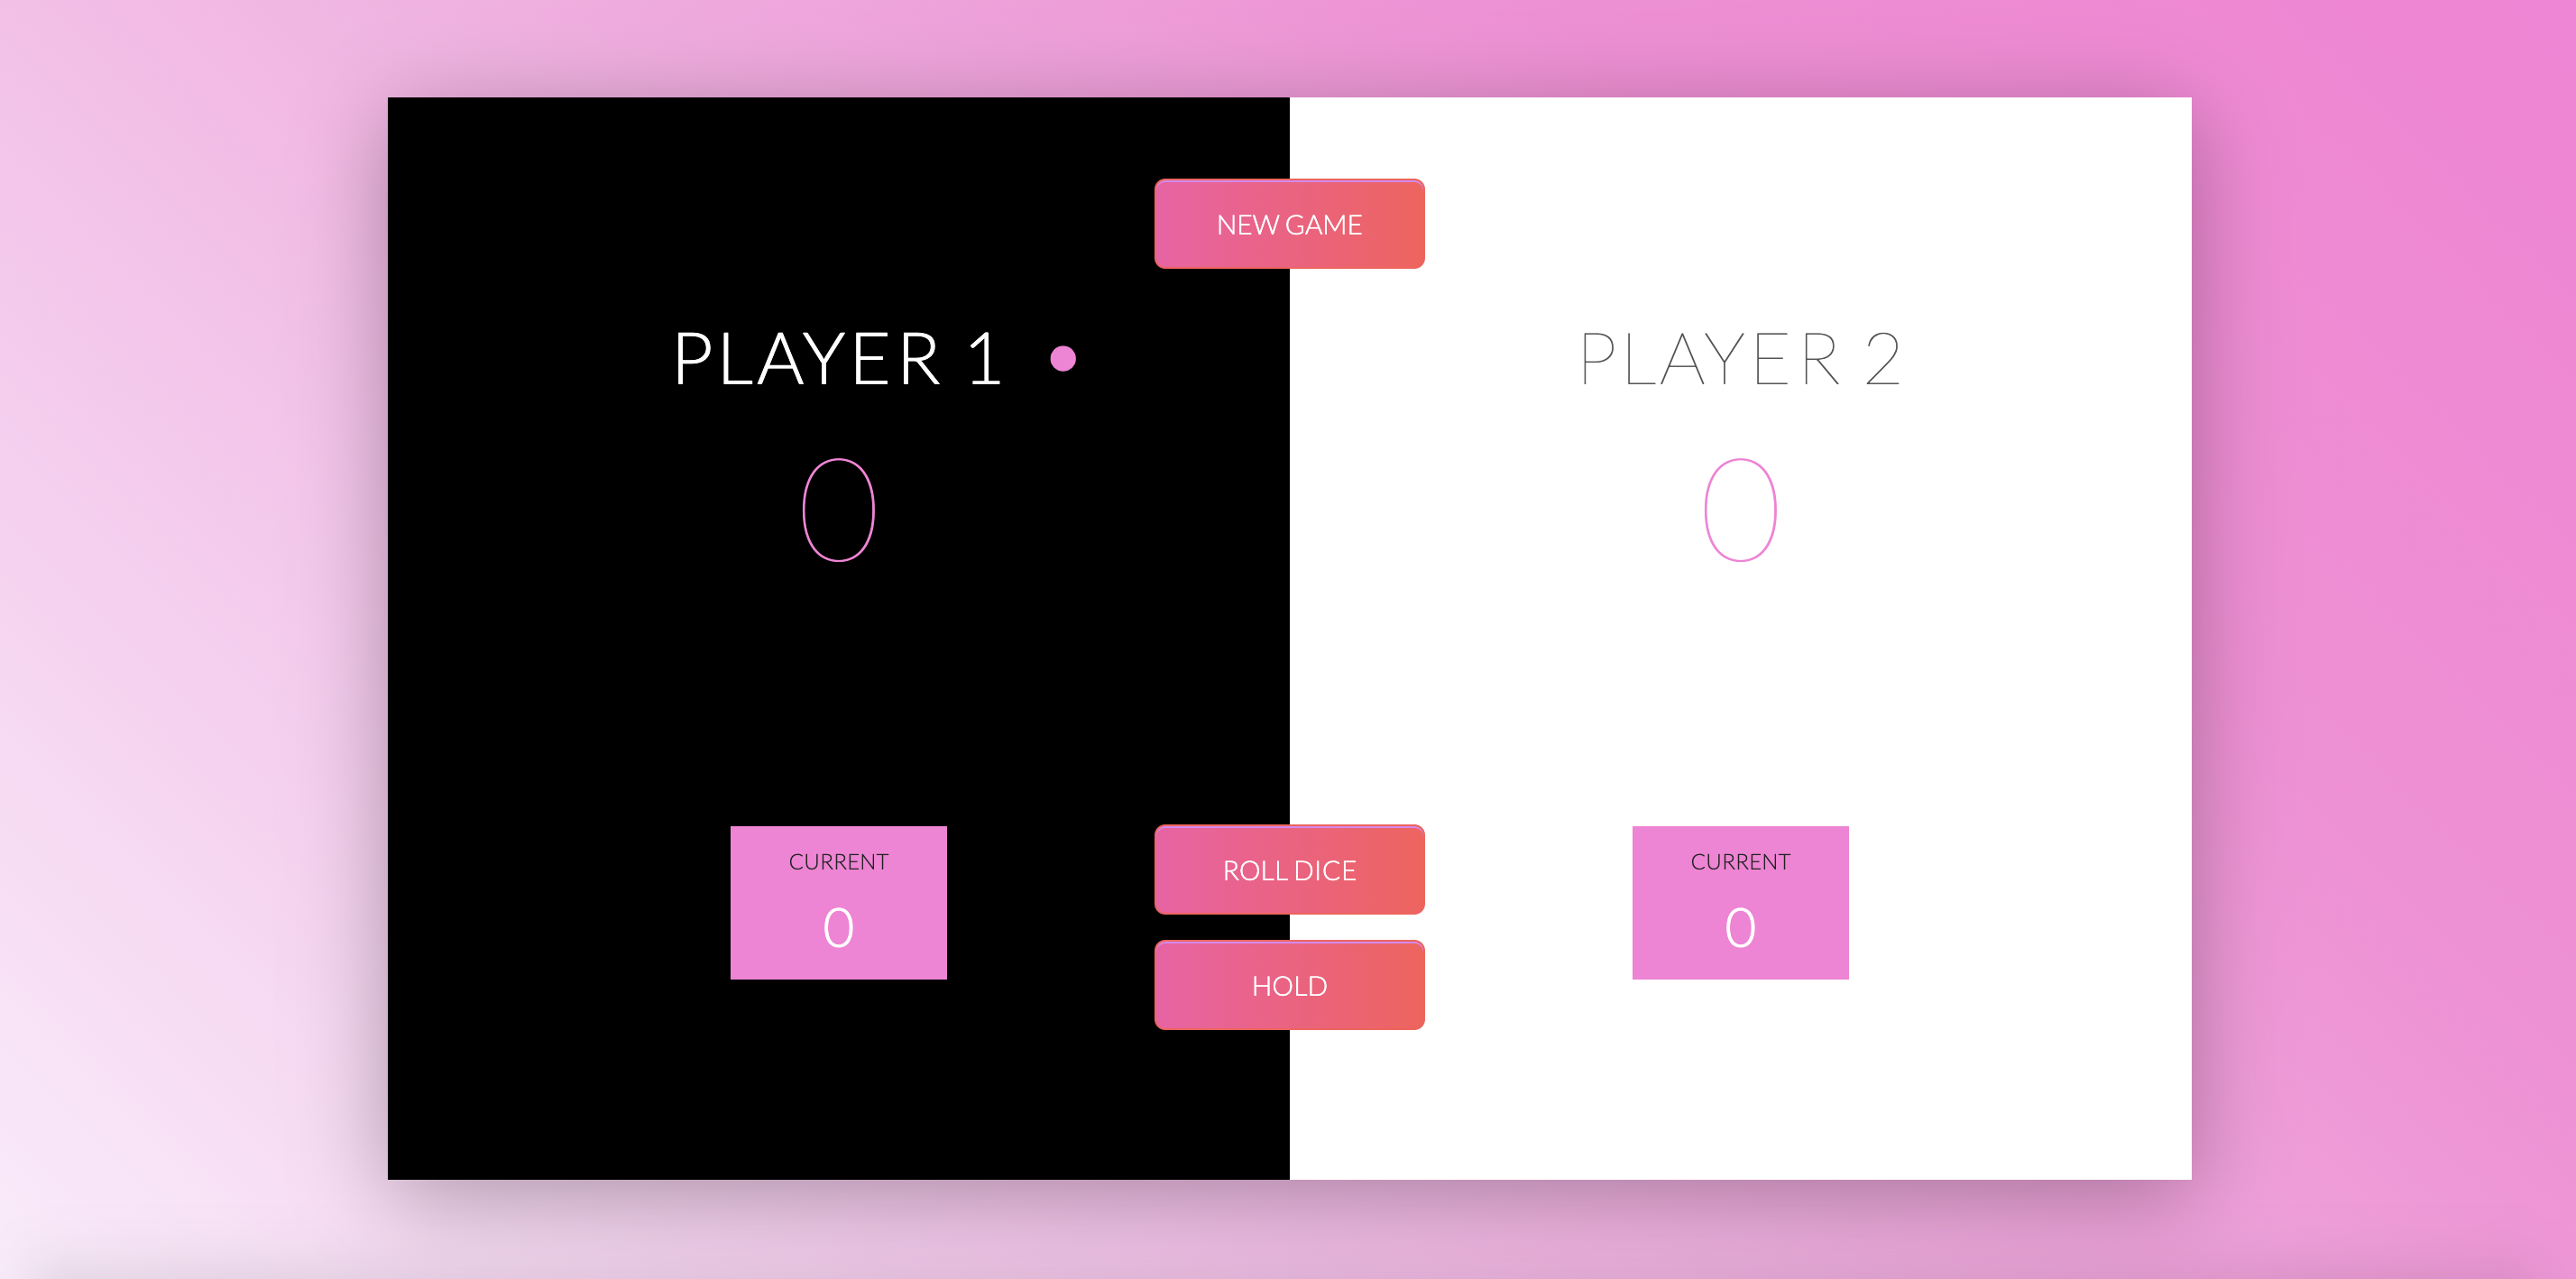 NEW GAME
PLAYER 1
0
PLAYER 2
0
CURRENT
0
ROLL DICE
HOLD
CURRENT
0